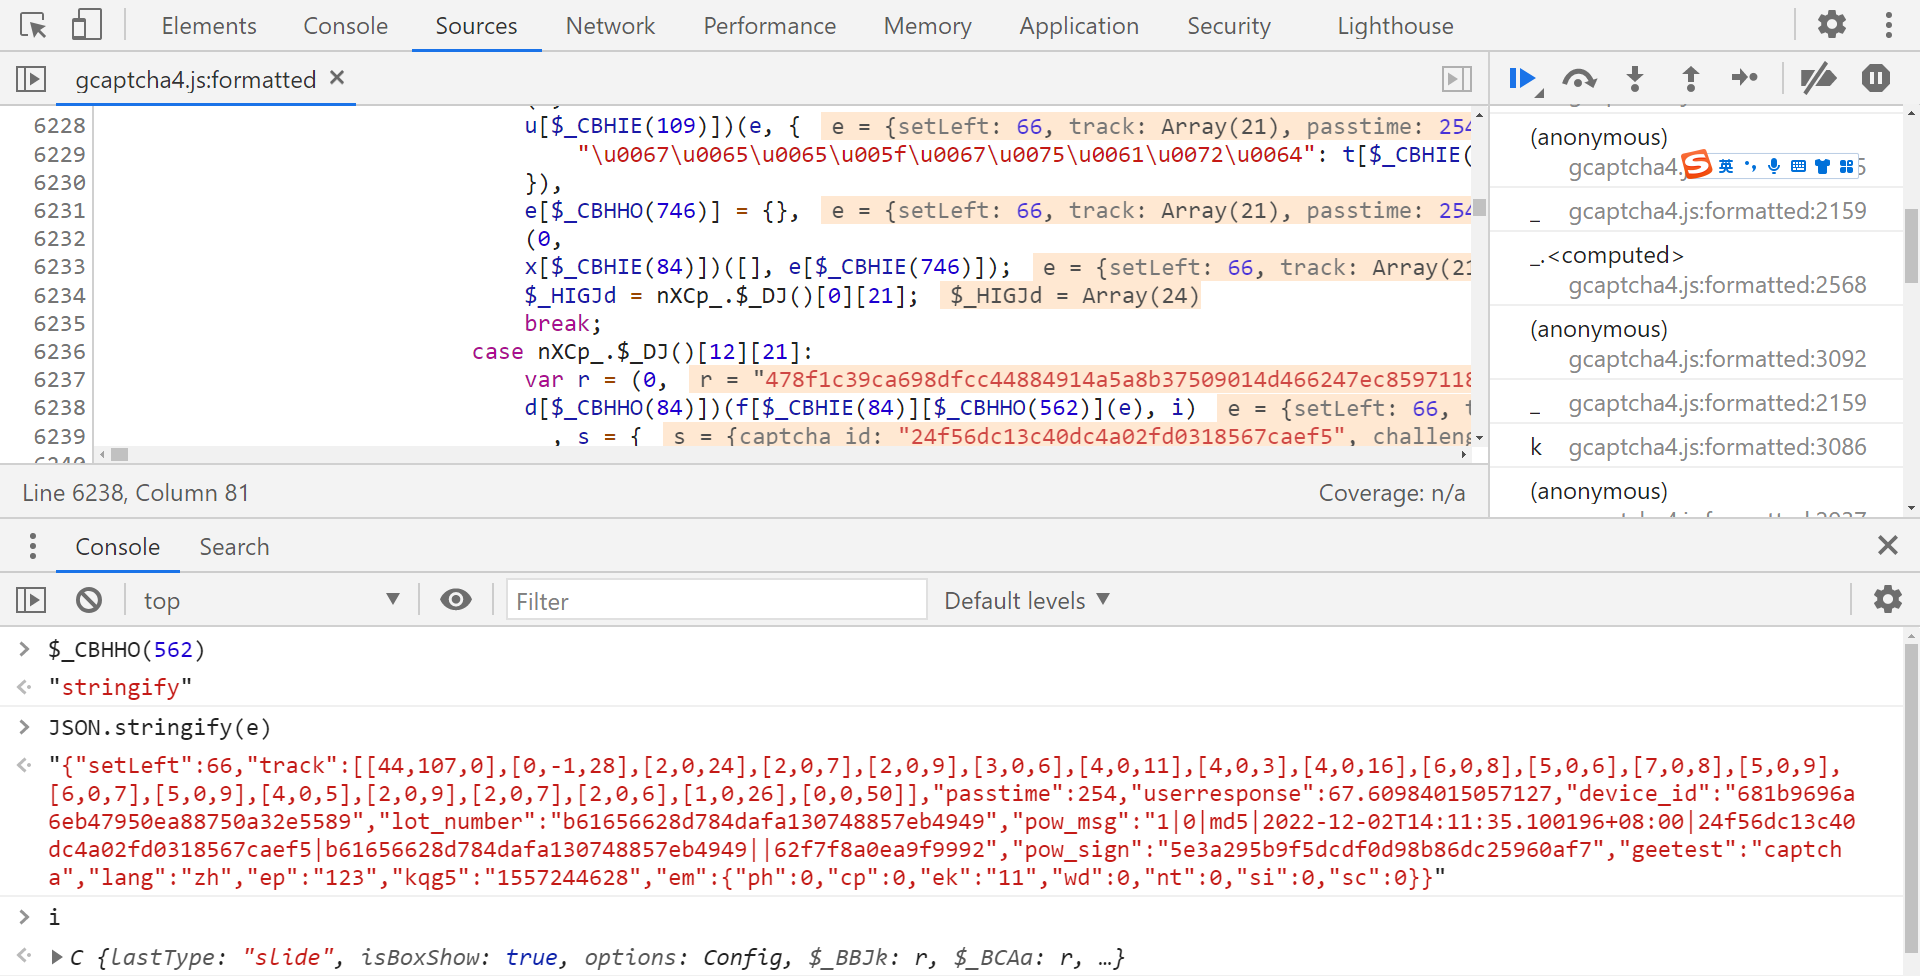 Elements Console Sources Network Performance Memory Application Security Lighthouse
gcaptcha4.js:formatted ×
6228 u[$_CBHIE(109)])(e, { e = {setLeft: 66, track: Array(21), passtime: 254
6229 "\u0067\u0065\u0065\u005f\u0067\u0075\u0061\u0072\u0064": t[$_CBHIE(
6230 }),
6231 e[$_CBHHO(746)] = {}, e = {setLeft: 66, track: Array(21), passtime: 254
6232 (0,
6233 x[$_CBHIE(84)])([], e[$_CBHIE(746)]); e = {setLeft: 66, track: Array(21
6234 $_HIGJd = nXCp_.$_DJ()[0][21]; $_HIGJd = Array(24)
6235 break;
6236 case nXCp_.$_DJ()[12][21]:
6237 var r = (0, r = "478f1c39ca698dfcc44884914a5a8b37509014d466247ec8597118
6238 d[$_CBHHO(84)])(f[$_CBHIE(84)][$_CBHHO(562)](e), i) e = {setLeft: 66, t
6239 , s = { s = {captcha_id: "24f56dc13c40dc4a02fd0318567caef5", challeng
6240
Line 6238, Column 81 Coverage: n/a
(anonymous)
gcaptcha4.j 英 5
_ gcaptcha4.js:formatted:2159
_.<computed>
gcaptcha4.js:formatted:2568
(anonymous)
gcaptcha4.js:formatted:3092
_ gcaptcha4.js:formatted:2159
k gcaptcha4.js:formatted:3086
(anonymous)
Console Search
top Filter Default levels
> $_CBHHO(562)
"stringify"
> JSON.stringify(e)
"{"setLeft":66,"track":[[44,107,0],[0,-1,28],[2,0,24],[2,0,7],[2,0,9],[3,0,6],[4,0,11],[4,0,3],[4,0,16],[6,0,8],[5,0,6],[7,0,8],[5,0,9],
[6,0,7],[5,0,9],[4,0,5],[2,0,9],[2,0,7],[2,0,6],[1,0,26],[0,0,50]],"passtime":254,"userresponse":67.60984015057127,"device_id":"681b9696a
6eb47950ea88750a32e5589","lot_number":"b61656628d784dafa130748857eb4949","pow_msg":"1|0|md5|2022-12-02T14:11:35.100196+08:00|24f56dc13c40
dc4a02fd0318567caef5|b61656628d784dafa130748857eb4949||62f7f8a0ea9f9992","pow_sign":"5e3a295b9f5dcdf0d98b86dc25960af7","geetest":"captch
a","lang":"zh","ep":"123","kqg5":"1557244628","em":{"ph":0,"cp":0,"ek":"11","wd":0,"nt":0,"si":0,"sc":0}}"
> i
C {lastType: "slide", isBoxShow: true, options: Config, $_BBJk: r, $_BCAa: r, …}